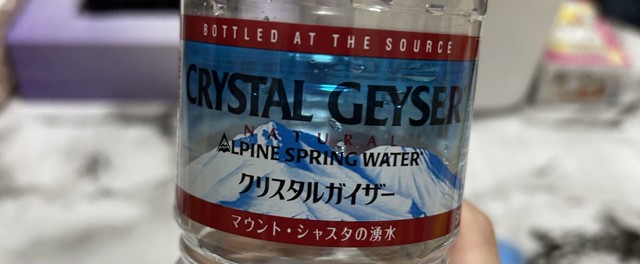 BOTTLED AT THE SOURCE
CRYSTAL GEYSER
NATURAL
ALPINE SPRING WATER
クリスタルガイザー
マウント・シャスタの湧水